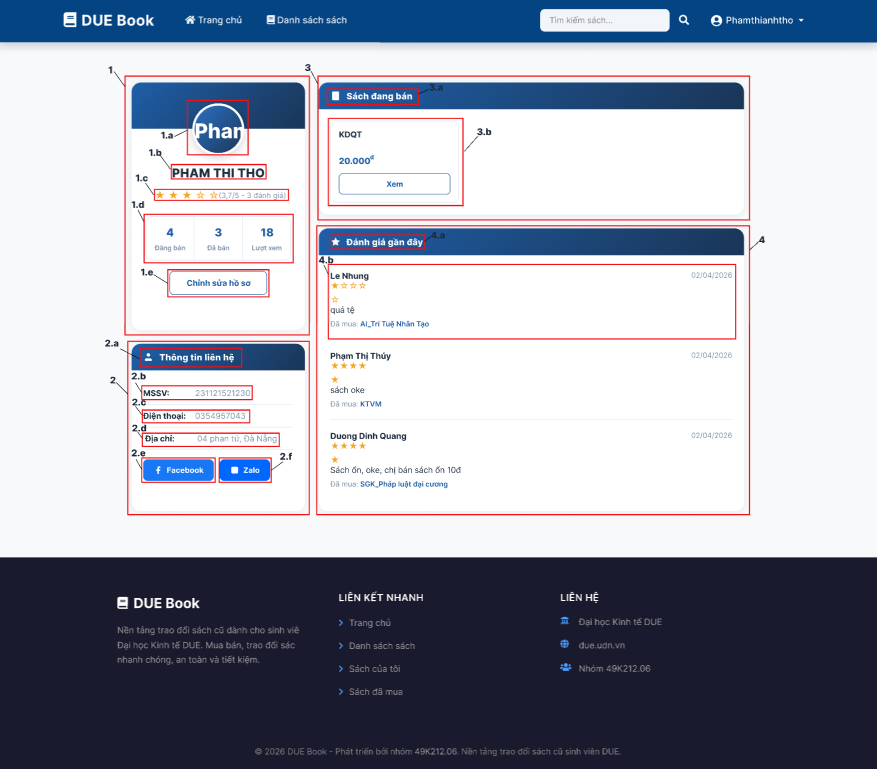 DUE Book
Trang chủ
Danh sách sách
Tìm kiếm sách...
Phamthianhtho
1
1.a
Phan
1.b
PHAM THI THO
1.c
(3,7/5 - 3 đánh giá)
1.d
4
3
18
Đăng bán
Đã bán
Lượt xem
1.e
Chỉnh sửa hồ sơ
2.a
Thông tin liên hệ
2
2.b
MSSV: 231121521230
2.c
Điện thoại: 0354957043
2.d
Địa chỉ: 04 phan tứ, Đà Nẵng
2.e
Facebook
Zalo
2.f
3
Sách đang bán
3.a
3.b
KDQT
20.000đ
Xem
4
Đánh giá gần đây
4.a
4.b
Le Nhung
02/04/2026
quá tệ
Đã mua: AI_Trí Tuệ Nhân Tạo
Phạm Thị Thúy
02/04/2026
sách oke
Đã mua: KTVM
Duong Dinh Quang
02/04/2026
Sách ổn, oke, chị bán sách ổn 10đ
Đã mua: SGK_Pháp luật đại cương
DUE Book
Nền tảng trao đổi sách cũ dành cho sinh viê
Đại học Kinh tế DUE. Mua bán, trao đổi sác
nhanh chóng, an toàn và tiết kiệm.
LIÊN KẾT NHANH
Trang chủ
Danh sách sách
Sách của tôi
Sách đã mua
LIÊN HỆ
Đại học Kinh tế DUE
due.udn.vn
Nhóm 49K212.06
© 2026 DUE Book - Phát triển bởi nhóm 49K212.06. Nền tảng trao đổi sách cũ sinh viên DUE.